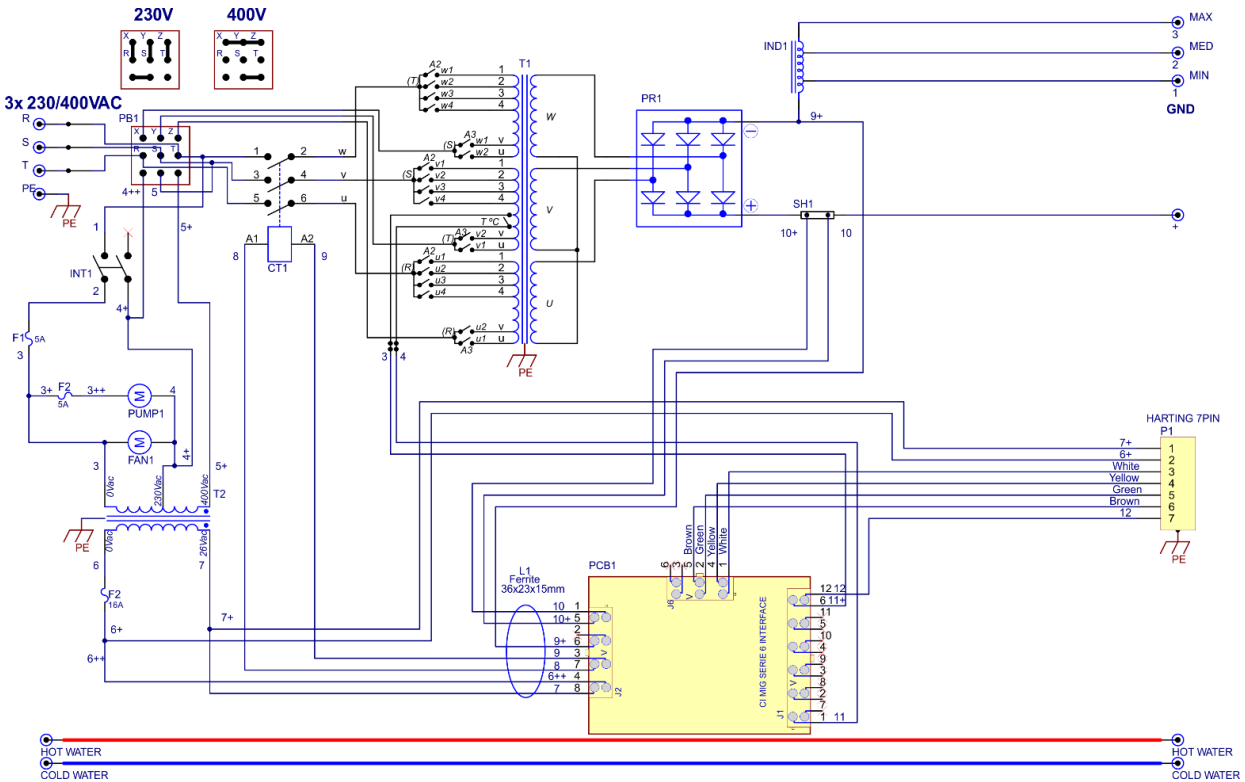 230V 400V
X Y Z X Y Z
R S T R S T
3x 230/400VAC
PB1
R
S
T
PE
PE
X Y Z
R S T
4++ 5
1 5+
INT1
2
4+
F1 5A
3
3+ F2 3++ 4
5A
PUMP1
M
M
FAN1
3 4+ 5+
0Vac 230Vac 400Vac T2
PE
0Vac 26Vac
6 7
F2
16A
6+ 7+
6++
1 2 w
3 4 v
5 6 u
A1 A2
8 CT1 9
T1
A2 w1 1
(T) w2 2
w3 3
w4 4
W
A3
(S) w1 v
w2 u
A2 v1 1
(S v2 2
v3 3
v4 4
V
T ºC
A3 v2 v
(T) v1 u
A2 u1 1
(R u2 2
u3 3
u4 4
U
(R) u2 v
u1 u
A3
PE
3 4
PR1
9+
IND1
MAX
3
MED
2
MIN
1
GND
SH1
10+ 10
+
HARTING 7PIN
P1
7+ 1
6+ 2
White 3
Yellow 4
Green 5
Brown 6
12 7
PE
L1
Ferrite
36x23x15mm
PCB1
10 1
10+ 5
2
9+ 6
9 3
8 7
6++ 4
7 8
V
J2
Brown Green Yellow White
6 3 5 2 4 1
J6 V
CI MIG SERIE 6 INTERFACE
12 12
6 11+
11
5
10
4
9
3
8
2
7
1 11
V
J1
HOT WATER HOT WATER
COLD WATER COLD WATER